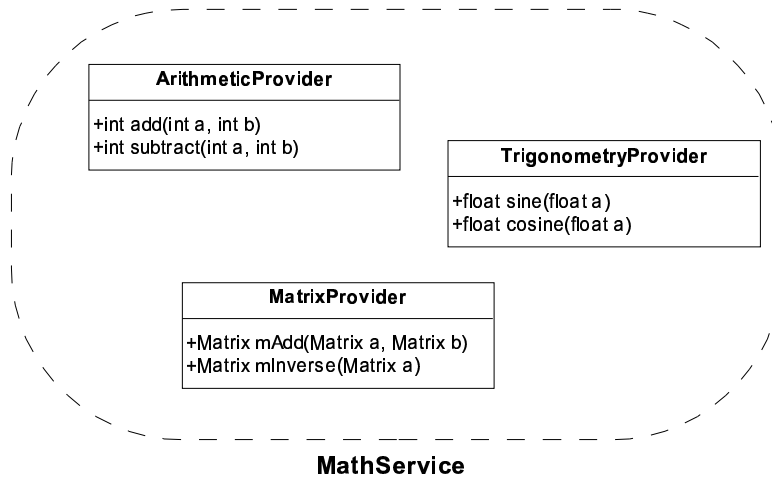 ArithmeticProvider
+int add(int a, int b)
+int subtract(int a, int b)
TrigonometryProvider
+float sine(float a)
+float cosine(float a)
MatrixProvider
+Matrix mAdd(Matrix a, Matrix b)
+Matrix mInverse(Matrix a)
MathService